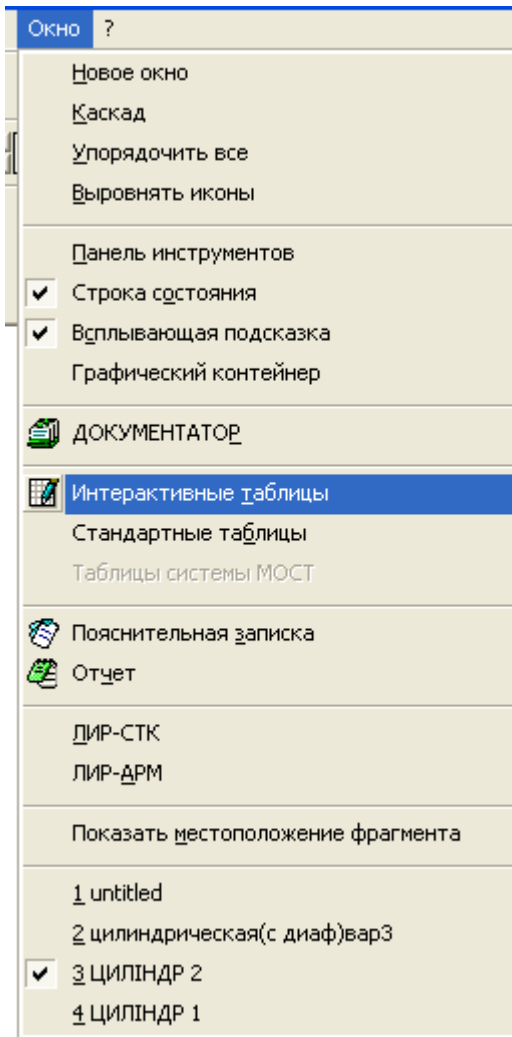 Окно ?
Новое окно
Каскад
Упорядочить все
Выровнять иконы
Панель инструментов
Строка состояния
Всплывающая подсказка
Графический контейнер
ДОКУМЕНТАТОР
Интерактивные таблицы
Стандартные таблицы
Таблицы системы МОСТ
Пояснительная записка
Отчет
ЛИР-СТК
ЛИР-АРМ
Показать местоположение фрагмента
1 untitled
2 цилиндрическая(с диаф)вар3
3 ЦИЛІНДР 2
4 ЦИЛІНДР 1